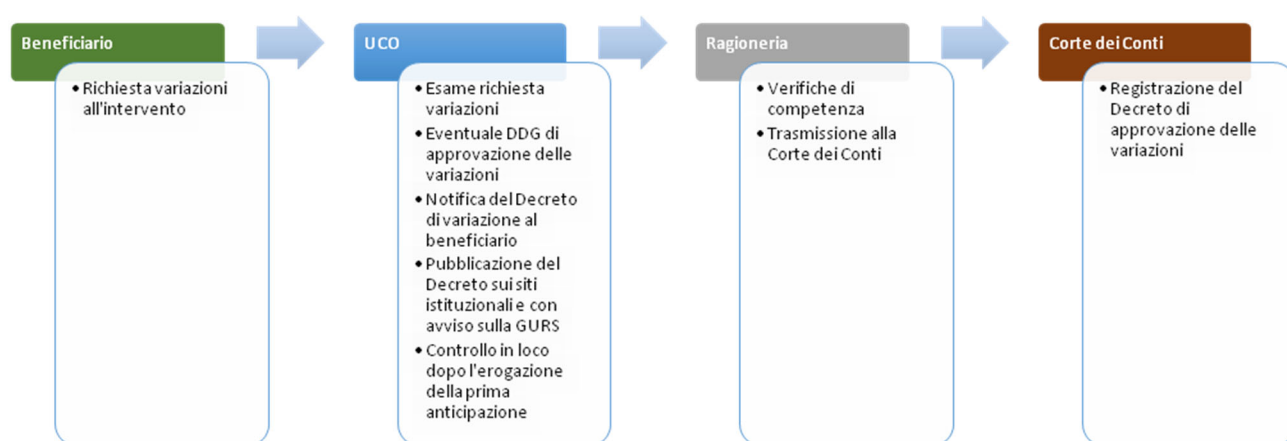 Beneficiario
• Richiesta variazioni
all'intervento
UCO
• Esame richiesta
variazioni
• Eventuale DDG di
approvazione delle
variazioni
• Notifica del Decreto
di variazione al
beneficiario
• Pubblicazione del
Decreto sui siti
istituzionali e con
avviso sulla GURS
• Controllo in loco
dopo l'erogazione
della prima
anticipazione
Ragioneria
• Verifiche di
competenza
• Trasmissione alla
Corte dei Conti
Corte dei Conti
• Registrazione del
Decreto di
approvazione delle
variazioni